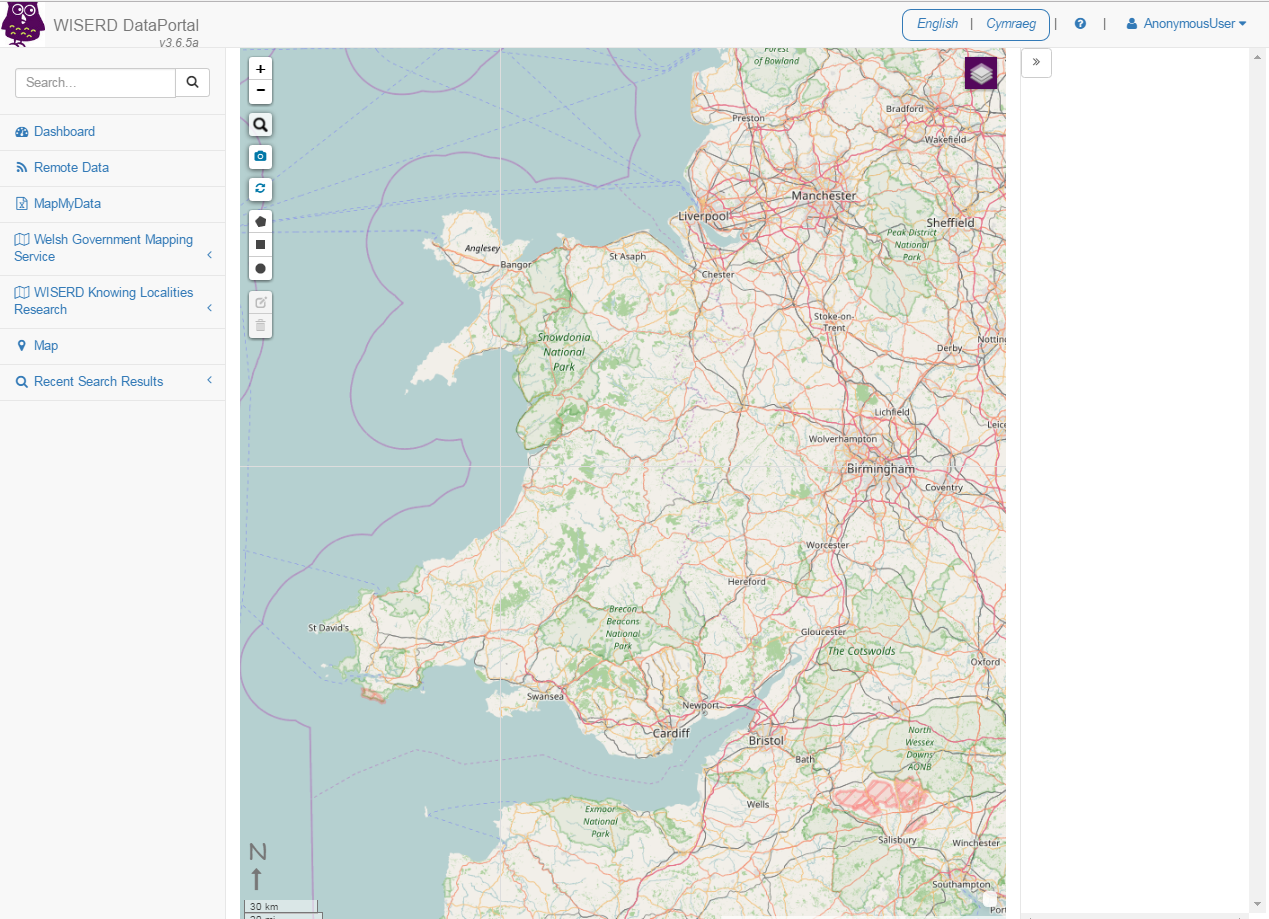 WISERD DataPortal
v3.6.5a
English | Cymraeg | | AnonymousUser
Search...
Dashboard
Remote Data
MapMyData
Welsh Government Mapping
Service
WISERD Knowing Localities
Research
Map
Recent Search Results
+
−
»
Forest
of Bowland
Preston
Bradford
Wakefield
Manchester
Liverpool
Sheffield
Peak District
National
Park
Anglesey
Bangor
St Asaph
Chester
Stoke-on-
Trent
Snowdonia
National
Park
Derby
Notting
Lichfield
Leice
Wolverhampton
Birmingham
Coventry
Worcester
Hereford
Brecon
Beacons
National
Park
St David's
Gloucester
The Cotswolds
Oxford
Swansea
Newport
Cardiff
Bristol
Bath
North
Wessex
Downs
AONB
Wells
Exmoor
National
Park
Salisbury
Winchester
Southampton
Port
N
30 km
20 mi